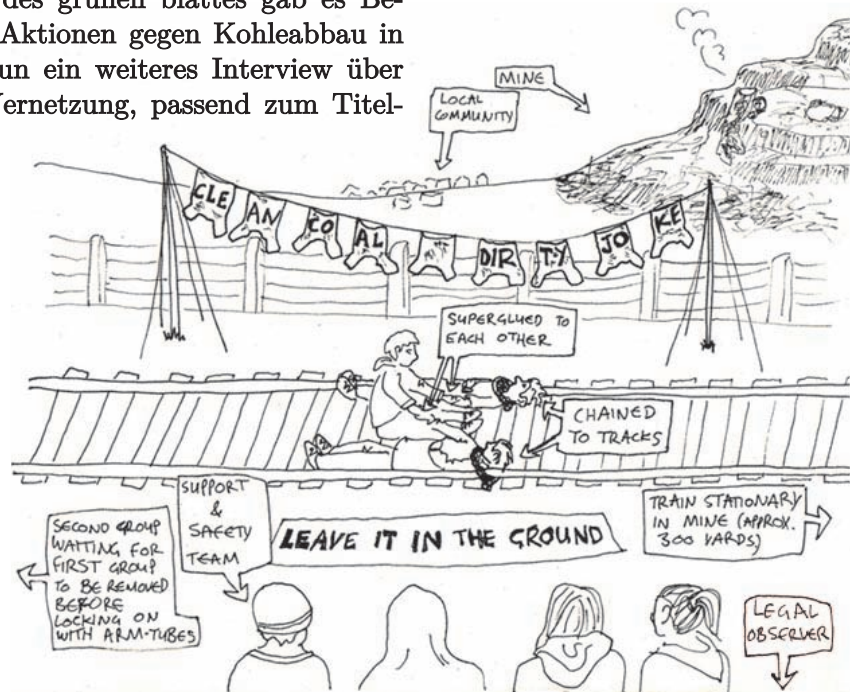 des grünen blattes gab es Be-
Aktionen gegen Kohleabbau in
un ein weiteres Interview über
Vernetzung, passend zum Titel-
MINE
LOCAL
COMMUNITY
CLE AN CO AL DIR TY JO KE
SUPERGLUED TO
EACH OTHER
CHAINED
TO TRACKS
SUPPORT
&
SAFETY
TEAM
LEAVE IT IN THE GROUND
TRAIN STATIONARY
IN MINE (APPROX.
300 YARDS)
SECOND GROUP
WAITING FOR
FIRST GROUP
TO BE REMOVED
BEFORE
LOCKING ON
WITH ARM-TUBES
LEGAL
OBSERVER